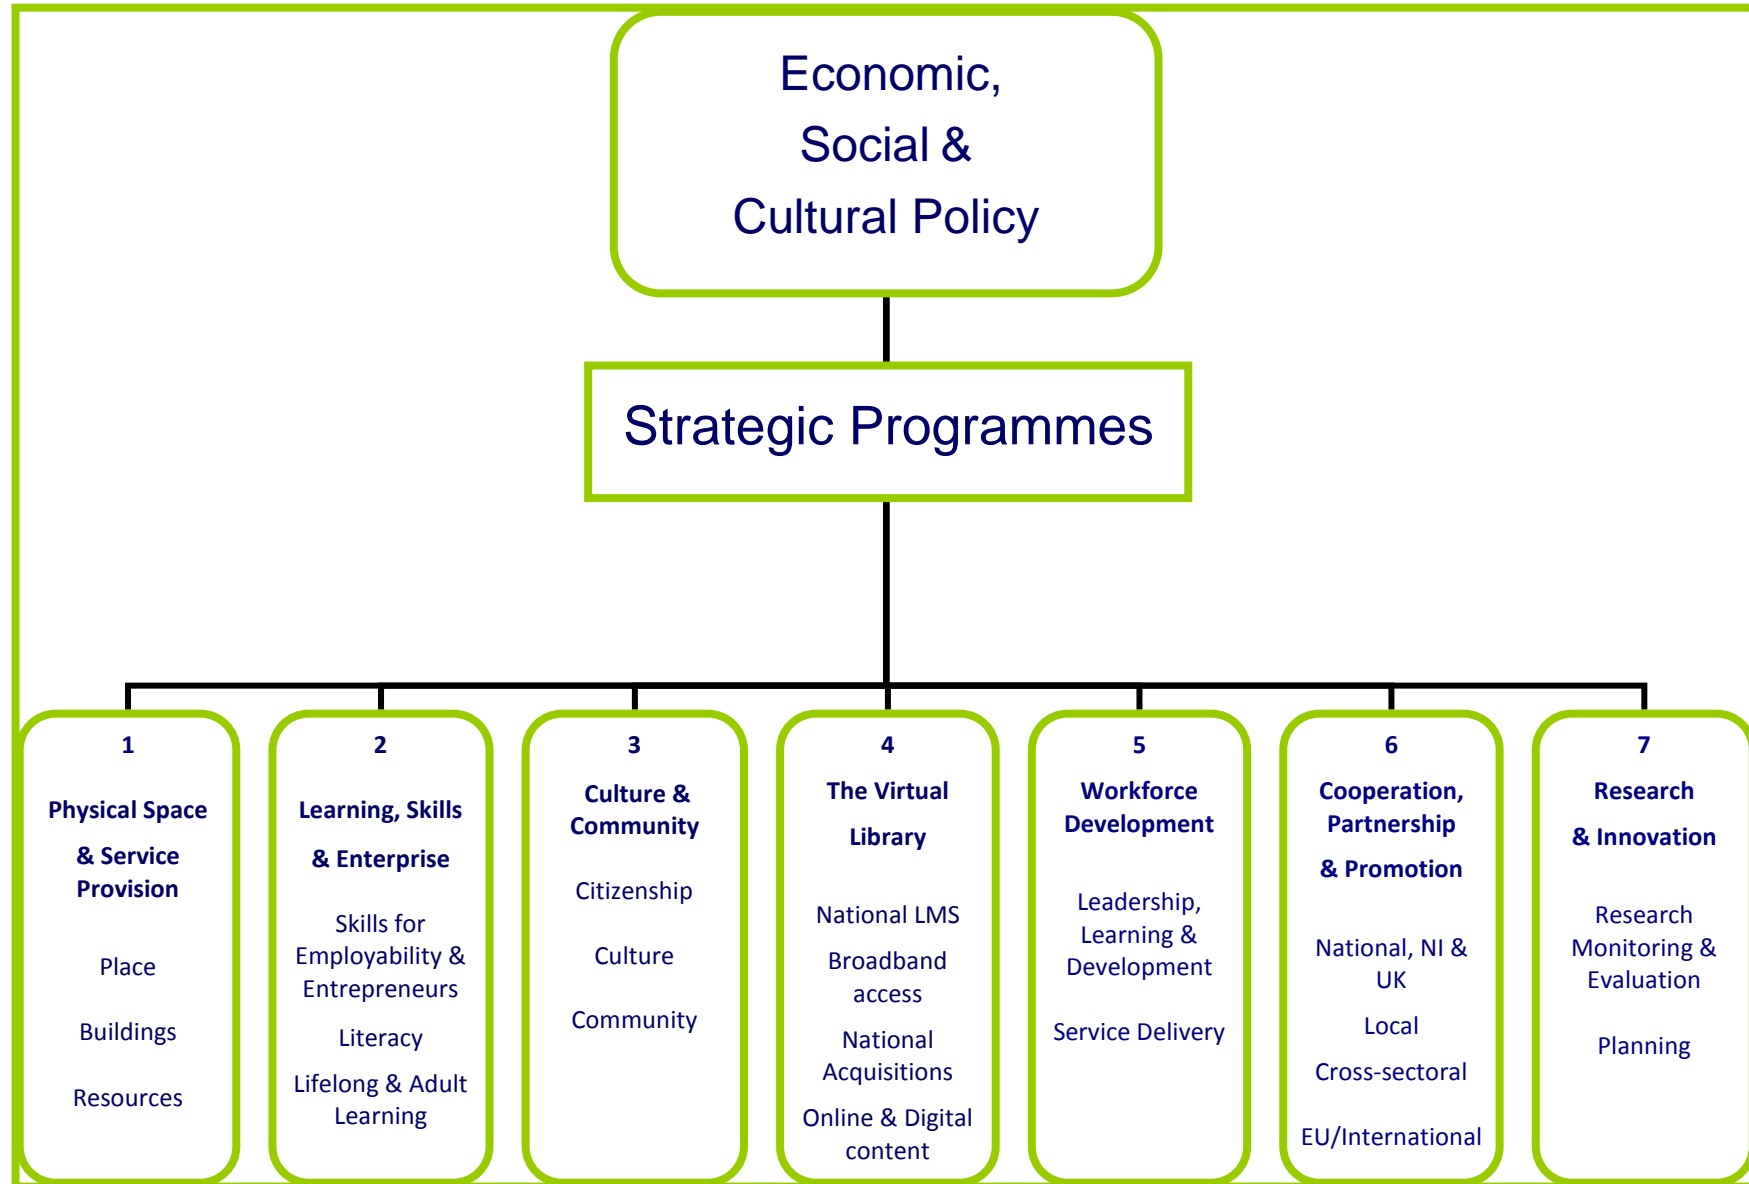 Economic,
Social &
Cultural Policy
Strategic Programmes
1
Physical Space
& Service
Provision
Place
Buildings
Resources
2
Learning, Skills
& Enterprise
Skills for
Employability &
Entrepreneurs
Literacy
Lifelong & Adult
Learning
3
Culture &
Community
Citizenship
Culture
Community
4
The Virtual
Library
National LMS
Broadband
access
National
Acquisitions
Online & Digital
content
5
Workforce
Development
Leadership,
Learning &
Development
Service Delivery
6
Cooperation,
Partnership
& Promotion
National, NI &
UK
Local
Cross-sectoral
EU/International
7
Research
& Innovation
Research
Monitoring &
Evaluation
Planning